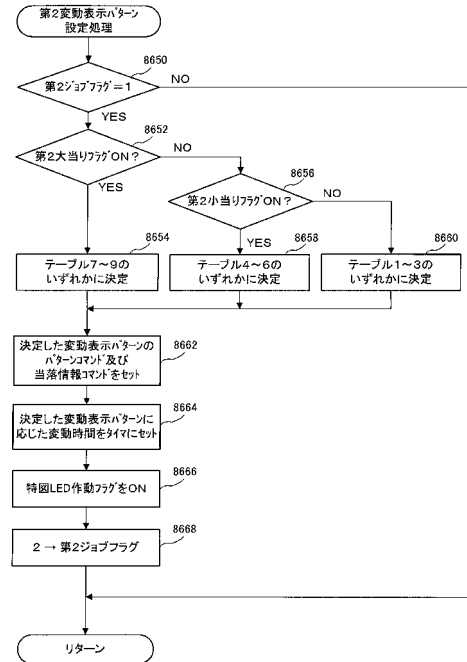 第2変動表示パターン
設定処理
8650
第2ジョブフラグ=1
NO
YES
8652
第2大当りフラグON?
NO
YES
8656
第2小当りフラグON?
NO
YES
8654
テーブル7〜9の
いずれかに決定
8658
テーブル4〜6の
いずれかに決定
8660
テーブル1〜3の
いずれかに決定
8662
決定した変動表示パターンの
パターンコマンド及び
当落情報コマンドをセット
8664
決定した変動表示パターンに
応じた変動時間をタイマにセット
8666
特図LED作動フラグをON
8668
2 → 第2ジョブフラグ
リターン